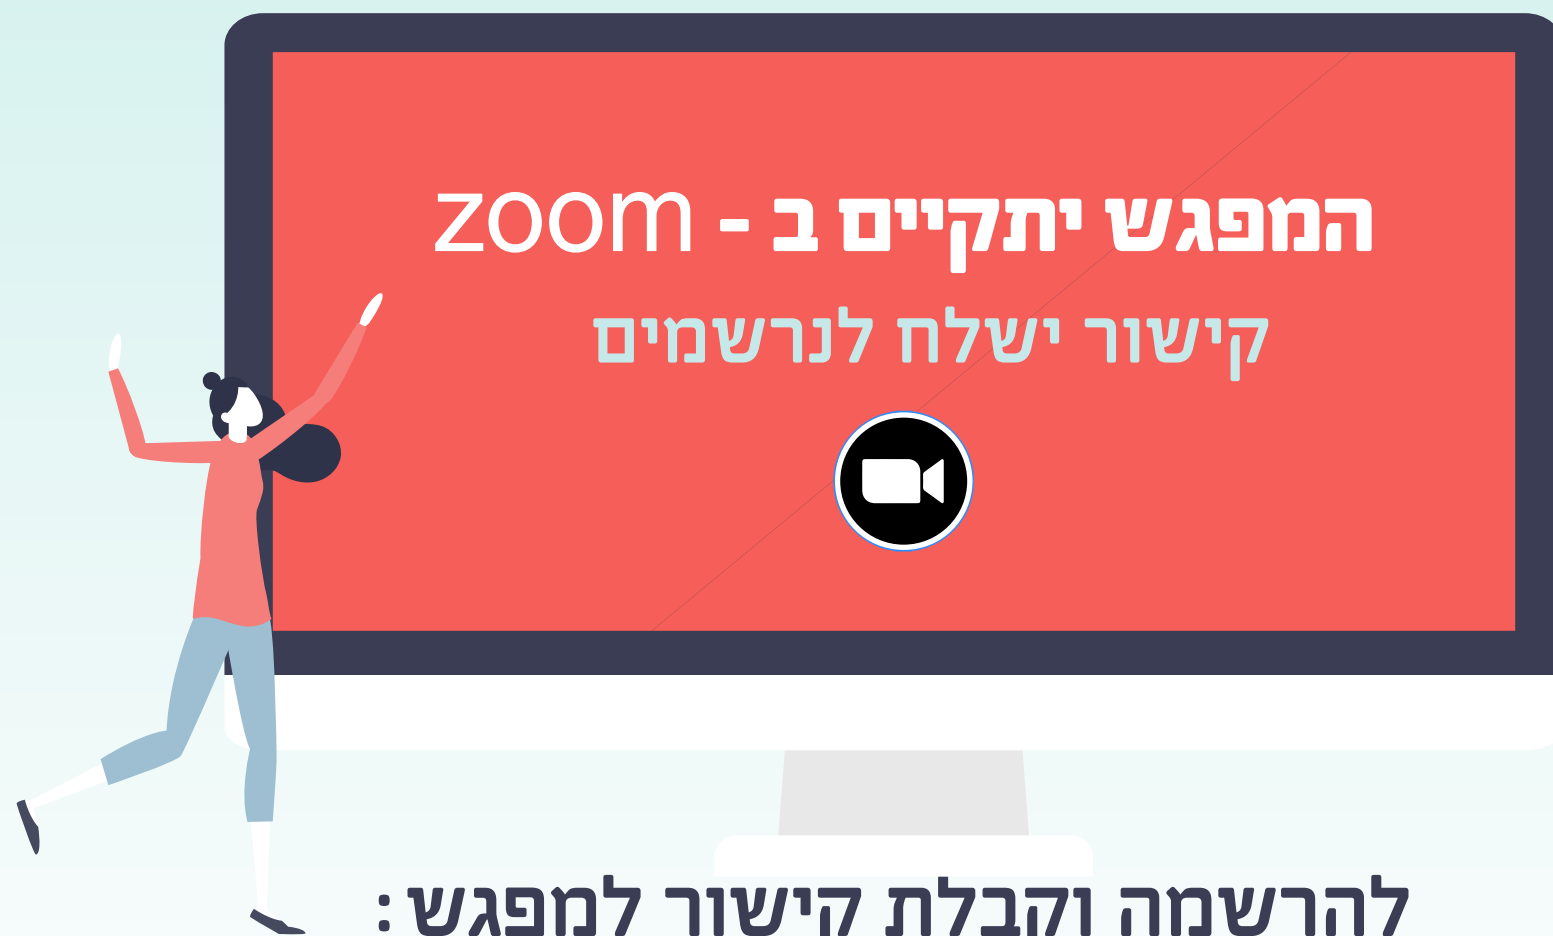 המפגש יתקיים ב - zoom
קישור ישלח לנרשמים
להרשמה וקבלת קישור למפגש :